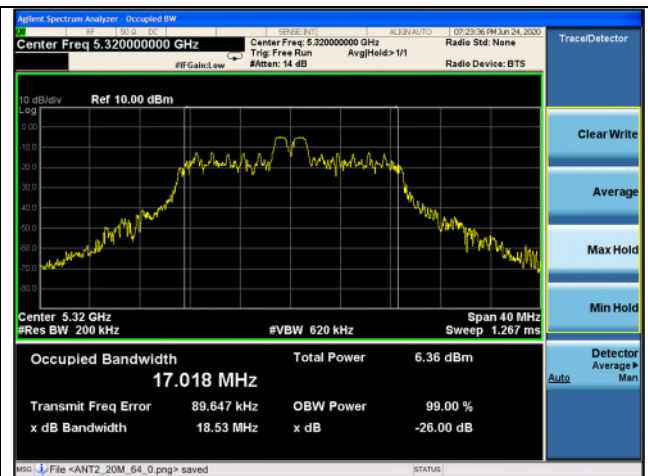 Agilent Spectrum Analyzer - Occupied BW
RF 50 Ω DC SENSE:INT ALIGN AUTO 07:23:36 PM Jun 24, 2020
Center Freq 5.320000000 GHz Center Freq: 5.320000000 GHz Radio Std: None Trace/Detector
Trig: Free Run Avg|Hold:>1/1
#IFGain:Low #Atten: 14 dB Radio Device: BTS
10 dB/div Ref 10.00 dBm
Log
0.00
-10.0
-20.0
-30.0
-40.0
-50.0
-60.0
-70.0
-80.0
Clear Write
Average
Max Hold
Min Hold
Center 5.32 GHz Span 40 MHz
#Res BW 200 kHz #VBW 620 kHz Sweep 1.267 ms
Occupied Bandwidth Total Power 6.36 dBm
17.018 MHz
Transmit Freq Error 89.647 kHz OBW Power 99.00 %
x dB Bandwidth 18.53 MHz x dB -26.00 dB
Detector
Average▶
Auto Man
MSG File <ANT2_20M_64_0.png> saved STATUS